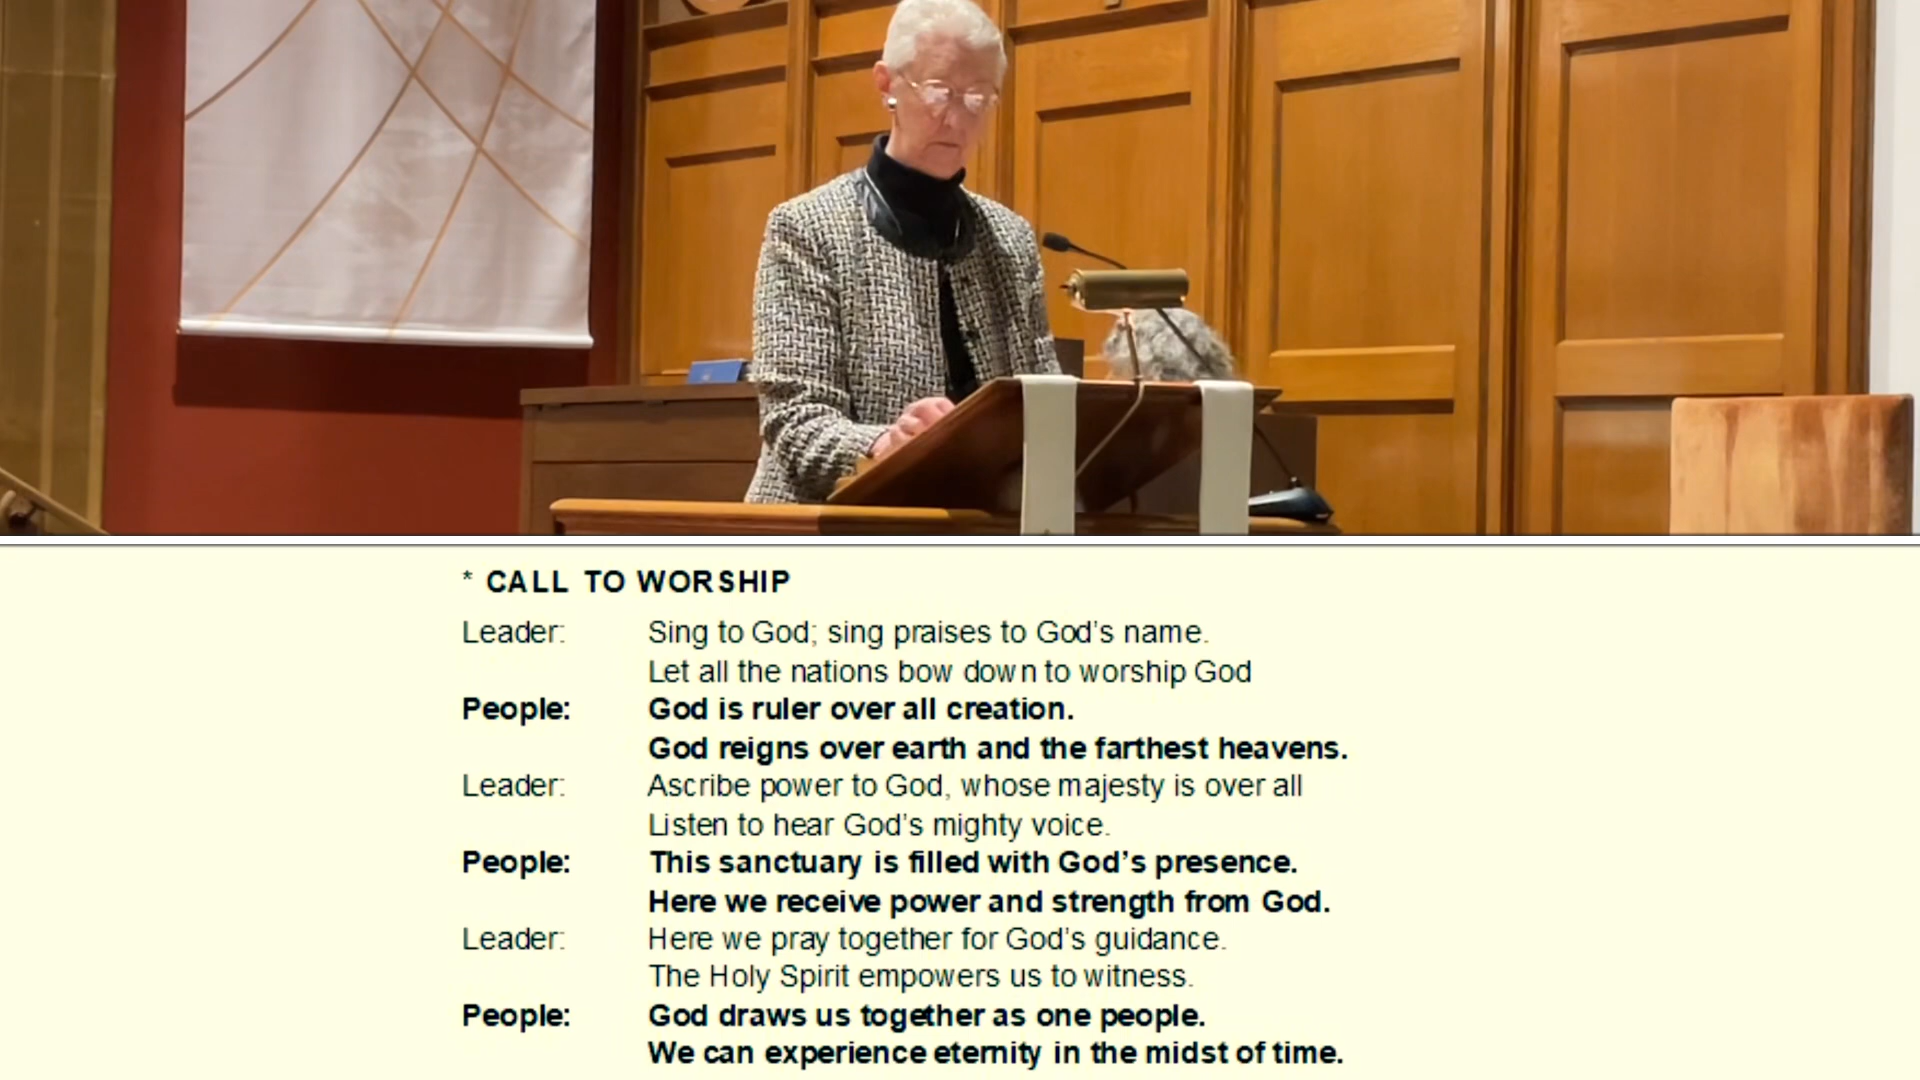 * CALL TO WORSHIP
Leader: Sing to God; sing praises to God's name.
Let all the nations bow down to worship God
People: God is ruler over all creation.
God reigns over earth and the farthest heavens.
Leader: Ascribe power to God, whose majesty is over all
Listen to hear God's mighty voice.
People: This sanctuary is filled with God's presence.
Here we receive power and strength from God.
Leader: Here we pray together for God's guidance.
The Holy Spirit empowers us to witness.
People: God draws us together as one people.
We can experience eternity in the midst of time.